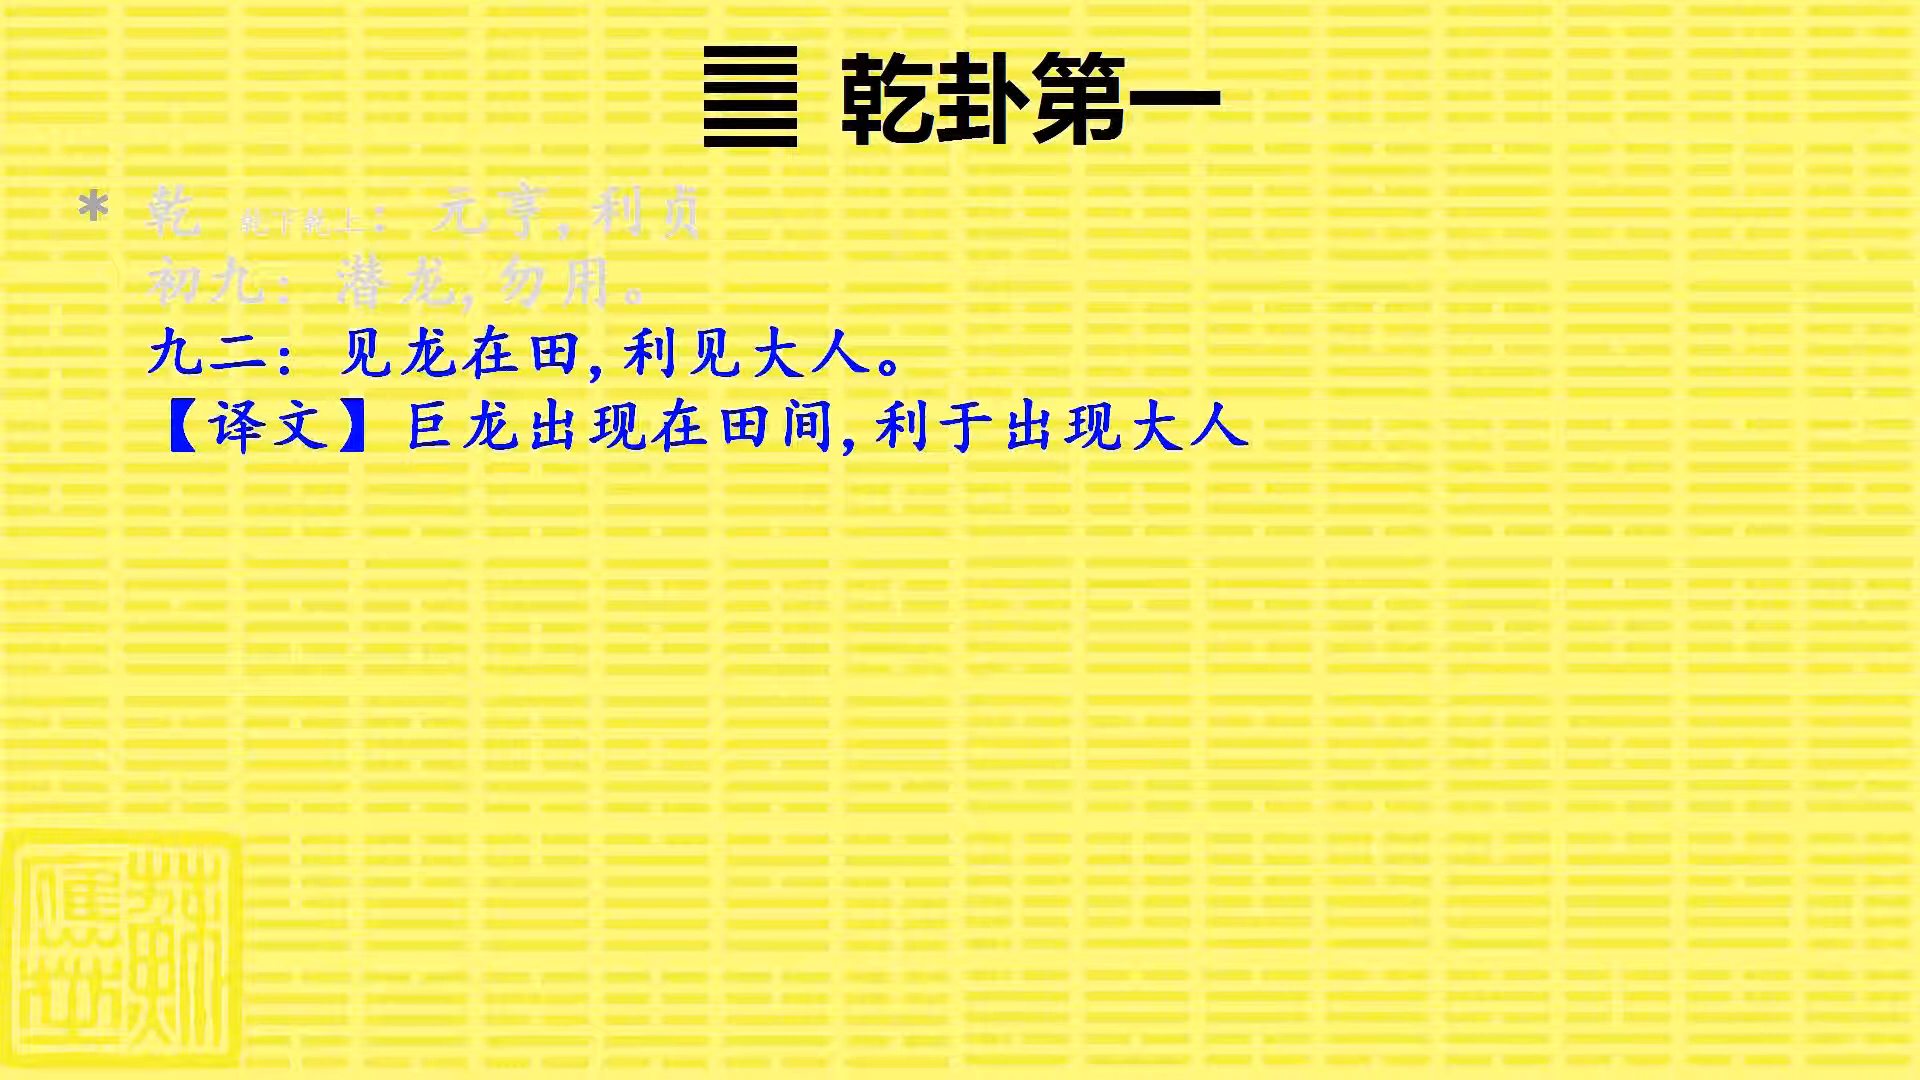 ䷀ 乾卦第一
* 乾 乾下乾上: 元亨,利贞
初九: 潜龙,勿用。
九二: 见龙在田,利见大人。
【译文】巨龙出现在田间,利于出现大人